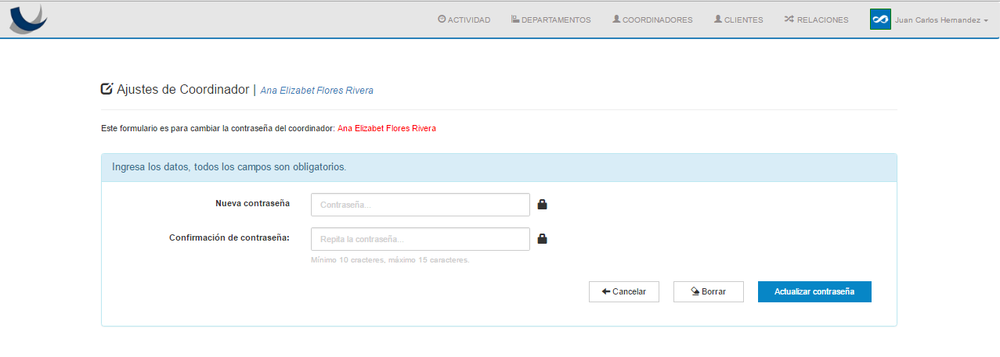 ACTIVIDAD DEPARTAMENTOS COORDINADORES CLIENTES RELACIONES Juan Carlos Hernandez
Ajustes de Coordinador | Ana Elizabet Flores Rivera
Este formulario es para cambiar la contraseña del coordinador: Ana Elizabet Flores Rivera
Ingresa los datos, todos los campos son obligatorios.
Nueva contraseña Contraseña...
Confirmación de contraseña: Repita la contraseña...
Mínimo 10 cracteres, máximo 15 caracteres.
Cancelar Borrar Actualizar contraseña